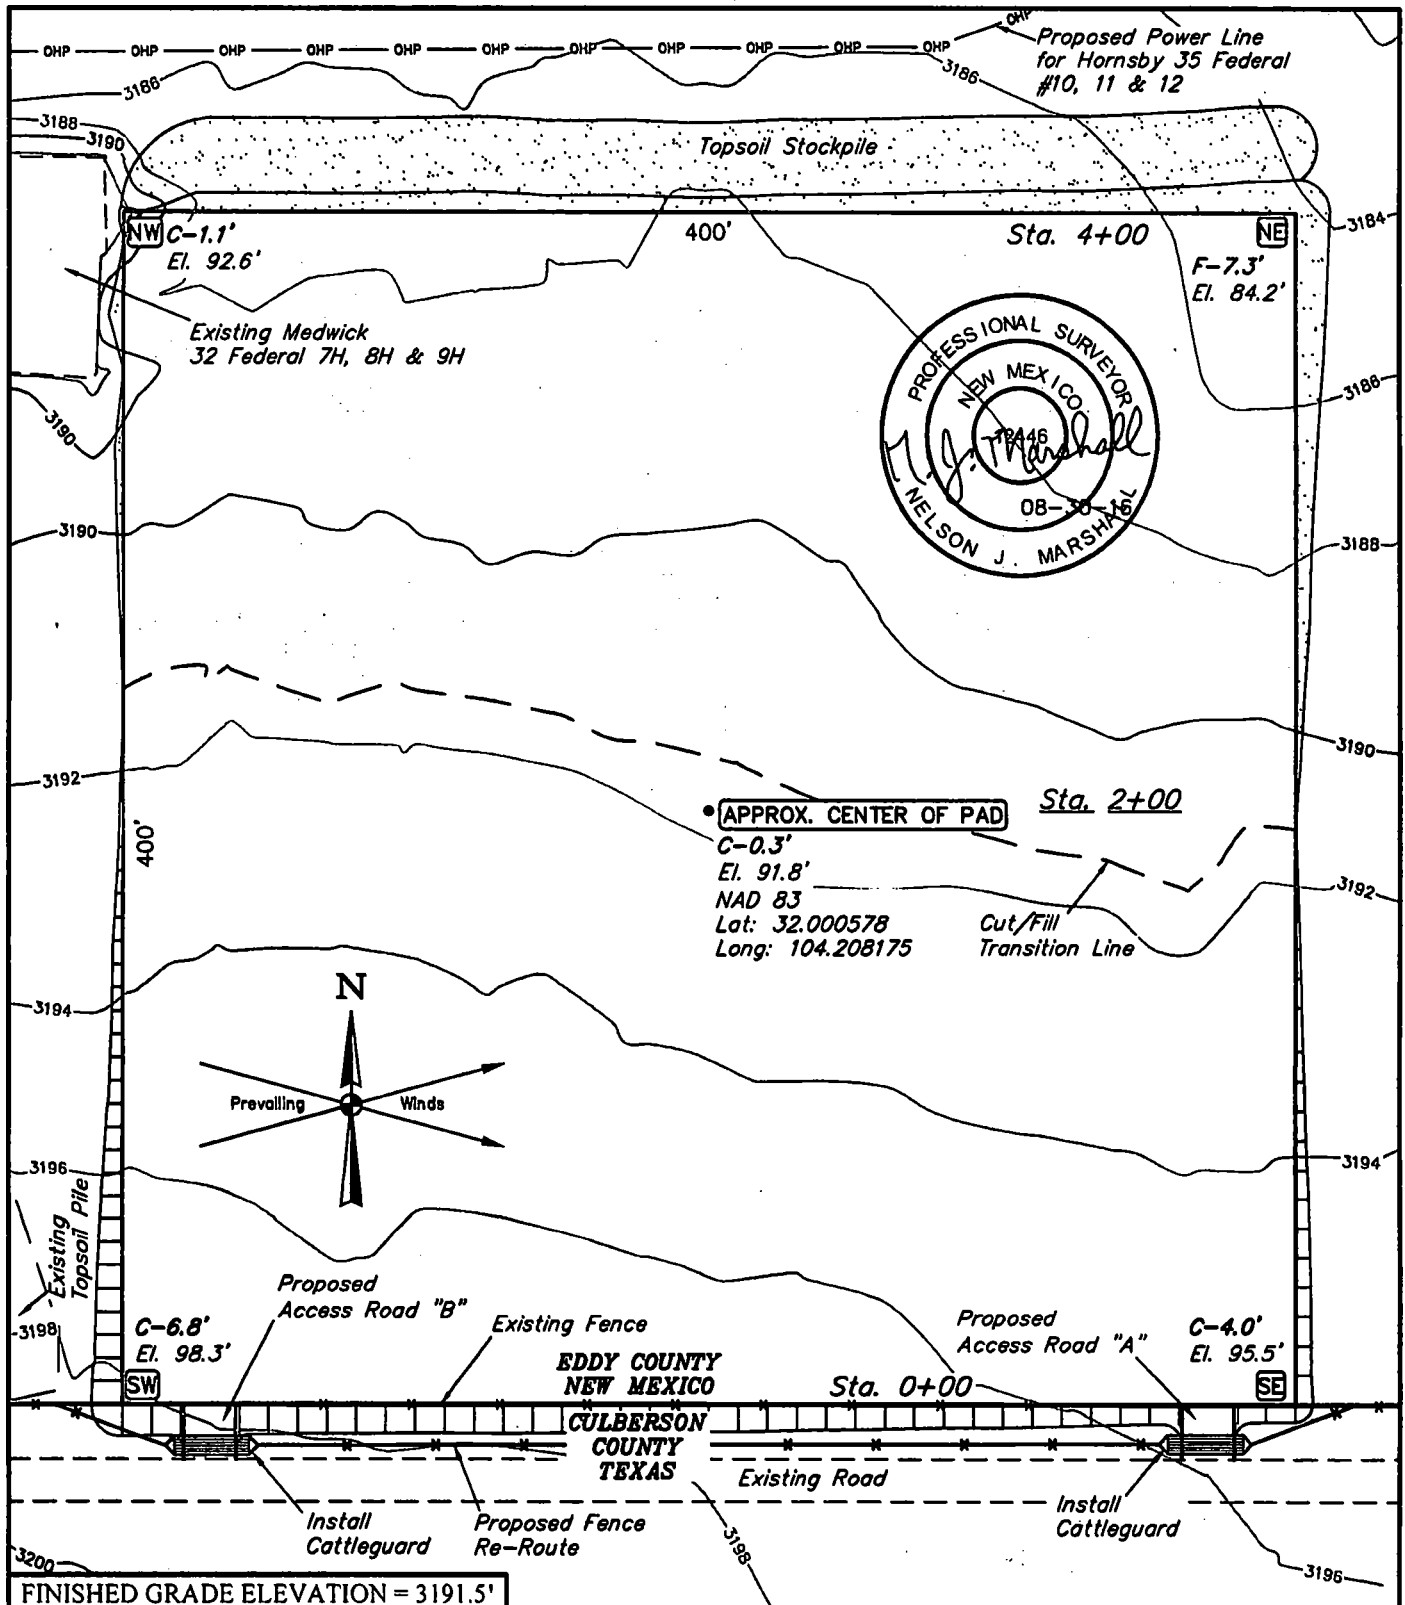 OHP OHP OHP OHP OHP OHP OHP OHP OHP OHP OHP OHP
Proposed Power Line
for Hornsby 35 Federal
#10, 11 & 12
3186
3186
3188
3190
Topsoil Stockpile
NW
C-1.1'
El. 92.6'
400'
Sta. 4+00
NE
F-7.3'
El. 84.2'
3184
Existing Medwick
32 Federal 7H, 8H & 9H
PROFESSIONAL SURVEYOR
NEW MEXICO
12446
N. J. Marshall
08-30-16
NELSON J. MARSHALL
3186
3190
3190
3188
3190
3192
400'
APPROX. CENTER OF PAD
Sta. 2+00
C-0.3'
El. 91.8'
NAD 83
Lat: 32.000578
Long: 104.208175
Cut/Fill
Transition Line
3192
3194
N
Prevailing Winds
3194
3196
Existing
Topsoil Pile
3198
Proposed
Access Road "B"
C-6.8'
El. 98.3'
SW
Existing Fence
EDDY COUNTY
NEW MEXICO
Sta. 0+00
Proposed
Access Road "A"
C-4.0'
El. 95.5'
SE
CULBERSON
COUNTY
TEXAS
Existing Road
Install
Cattleguard
Proposed Fence
Re-Route
3198
Install
Cattleguard
3196
3200
FINISHED GRADE ELEVATION = 3191.5'